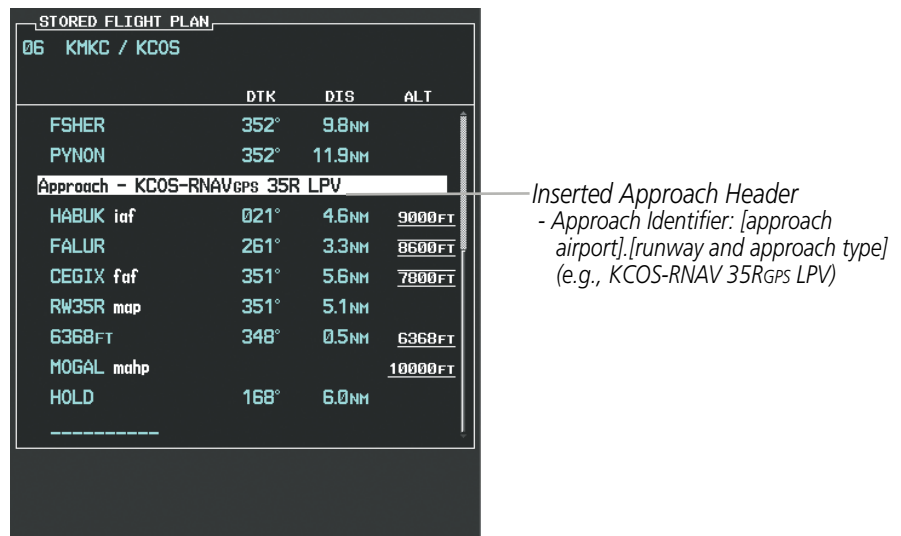 STORED FLIGHT PLAN
06 KMKC / KCOS
DTK DIS ALT
FSHER 352° 9.8NM
PYNON 352° 11.9NM
Approach – KCOS-RNAVGPS 35R LPV
HABUK iaf 021° 4.6NM 9000FT
FALUR 261° 3.3NM 8600FT
CEGIX faf 351° 5.6NM 7800FT
RW35R map 351° 5.1NM
6368FT 348° 0.5NM 6368FT
MOGAL mahp 10000FT
HOLD 168° 6.0NM
__________
Inserted Approach Header
- Approach Identifier: [approach
airport].[runway and approach type]
(e.g., KCOS-RNAV 35RGPS LPV)